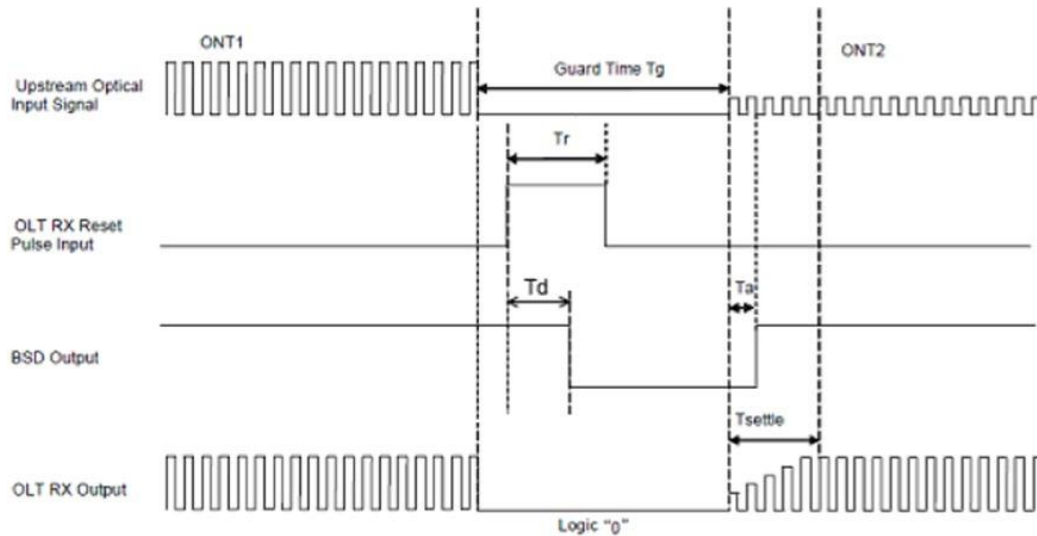 ONT1
ONT2
Upstream Optical
Input Signal
Guard Time Tg
Tr
OLT RX Reset
Pulse Input
Td
Ta
BSD Output
Tsettle
OLT RX Output
Logic "0"